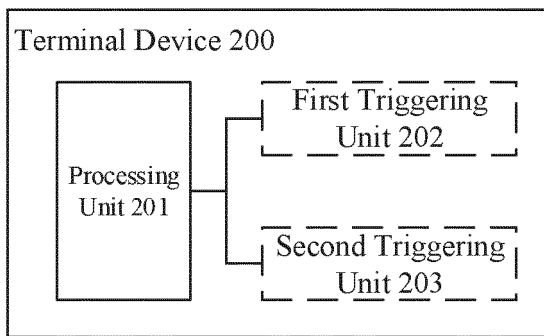 Terminal Device 200
First Triggering
Unit 202
Processing
Unit 201
Second Triggering
Unit 203